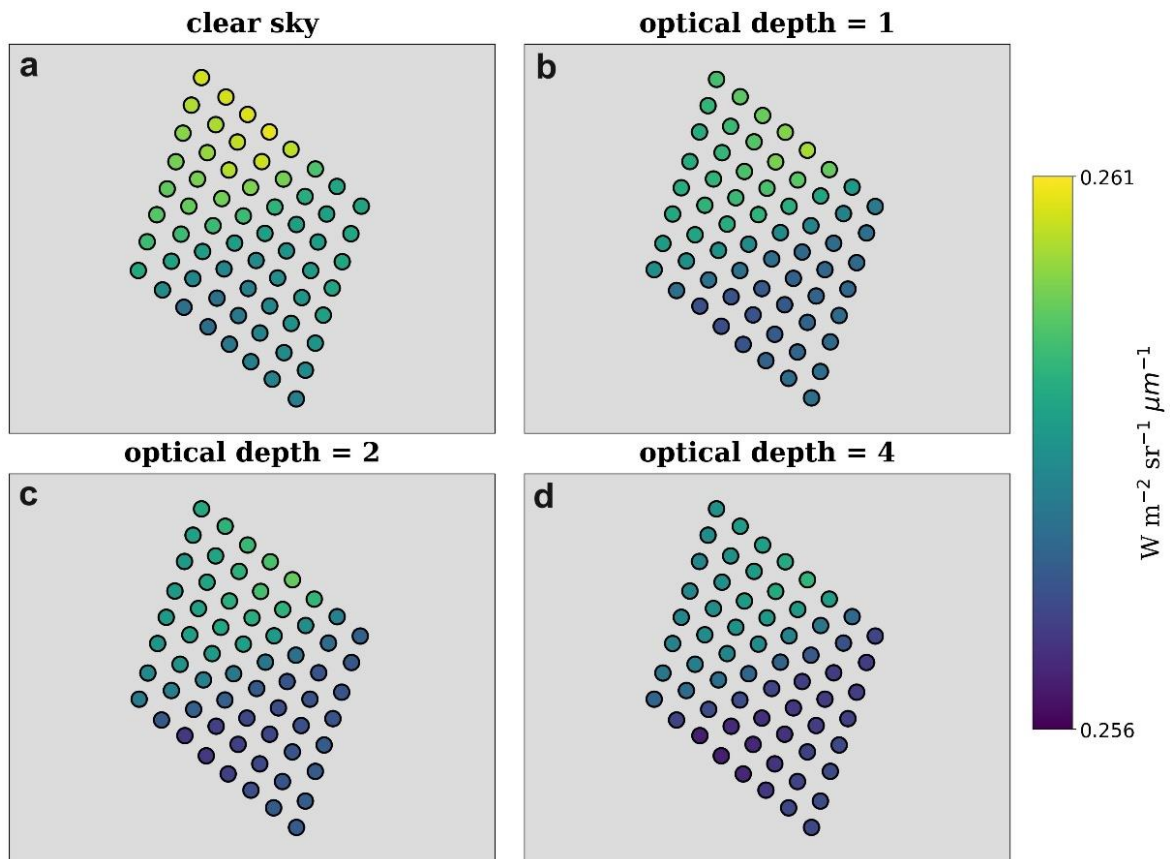 clear sky
optical depth = 1
a
b
optical depth = 2
optical depth = 4
c
d
0.261
W m⁻² sr⁻¹ μm⁻¹
0.256